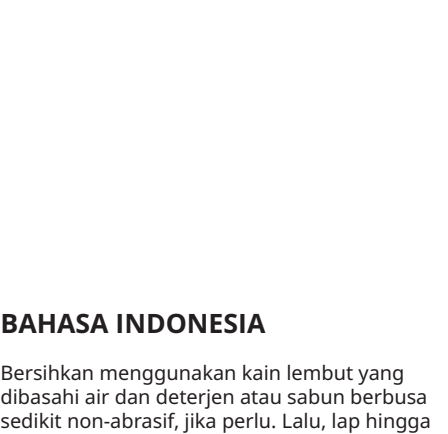 BAHASA INDONESIA
Bersihkan menggunakan kain lembut yang
dibasahi air dan deterjen atau sabun berbusa
sedikit non-abrasif, jika perlu. Lalu, lap hingga